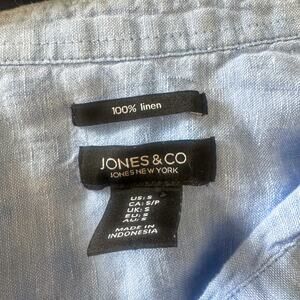 100% linen
JONES & CO
JONES NEW YORK
US: S
CA: S/P
UK: S
EU: S
AU: S
MADE IN
INDONESIA